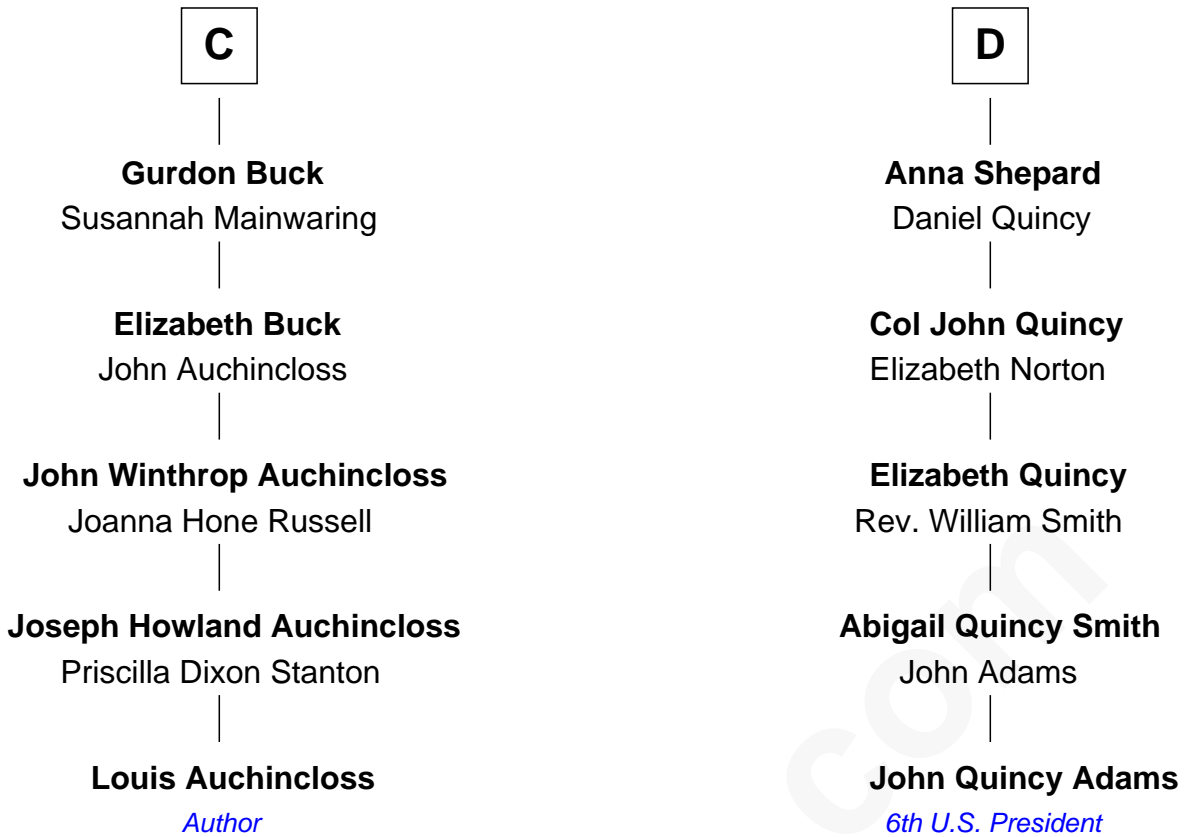 C
Gurdon Buck
Susannah Mainwaring
Elizabeth Buck
John Auchincloss
John Winthrop Auchincloss
Joanna Hone Russell
Joseph Howland Auchincloss
Priscilla Dixon Stanton
Louis Auchincloss
Author
D
Anna Shepard
Daniel Quincy
Col John Quincy
Elizabeth Norton
Elizabeth Quincy
Rev. William Smith
Abigail Quincy Smith
John Adams
John Quincy Adams
6th U.S. President
com